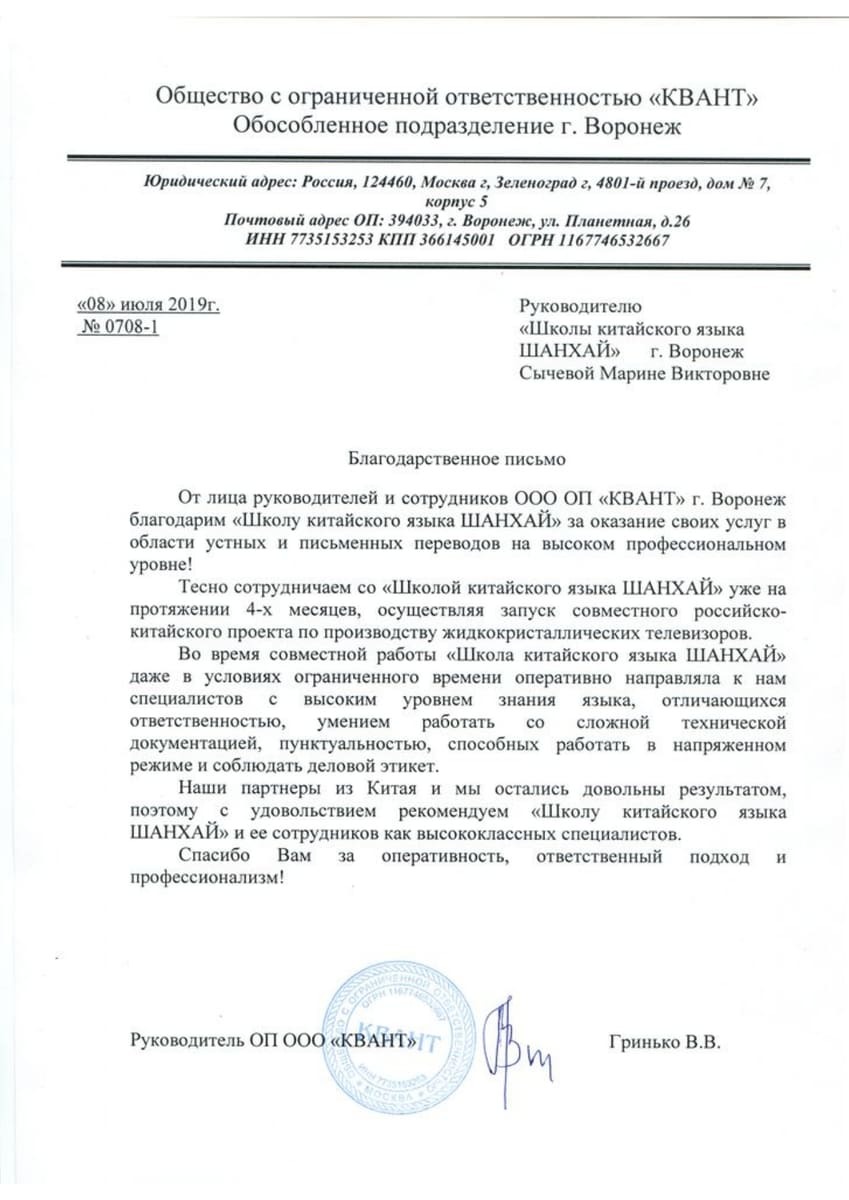 Общество с ограниченной ответственностью «КВАНТ»
Обособленное подразделение г. Воронеж
Юридический адрес: Россия, 124460, Москва г, Зеленоград г, 4801-й проезд, дом № 7,
корпус 5
Почтовый адрес ОП: 394033, г. Воронеж, ул. Планетная, д.26
ИНН 7735153253 КПП 366145001 ОГРН 1167746532667
«08» июля 2019г.
№ 0708-1
Руководителю
«Школы китайского языка
ШАНХАЙ» г. Воронеж
Сычевой Марине Викторовне
Благодарственное письмо
От лица руководителей и сотрудников ООО ОП «КВАНТ» г. Воронеж
благодарим «Школу китайского языка ШАНХАЙ» за оказание своих услуг в
области устных и письменных переводов на высоком профессиональном
уровне!
Тесно сотрудничаем со «Школой китайского языка ШАНХАЙ» уже на
протяжении 4-х месяцев, осуществляя запуск совместного российско-
китайского проекта по производству жидкокристаллических телевизоров.
Во время совместной работы «Школа китайского языка ШАНХАЙ»
даже в условиях ограниченного времени оперативно направляла к нам
специалистов с высоким уровнем знания языка, отличающихся
ответственностью, умением работать со сложной технической
документацией, пунктуальностью, способных работать в напряженном
режиме и соблюдать деловой этикет.
Наши партнеры из Китая и мы остались довольны результатом,
поэтому с удовольствием рекомендуем «Школу китайского языка
ШАНХАЙ» и ее сотрудников как высококлассных специалистов.
Спасибо Вам за оперативность, ответственный подход и
профессионализм!
Руководитель ОП ООО «КВАНТ»
Гринько В.В.
ОБЩЕСТВО С ОГРАНИЧЕННОЙ ОТВЕТСТВЕННОСТЬЮ
ОГРН 1167746532667
КВАНТ
ИНН 7735153253
МОСКВА